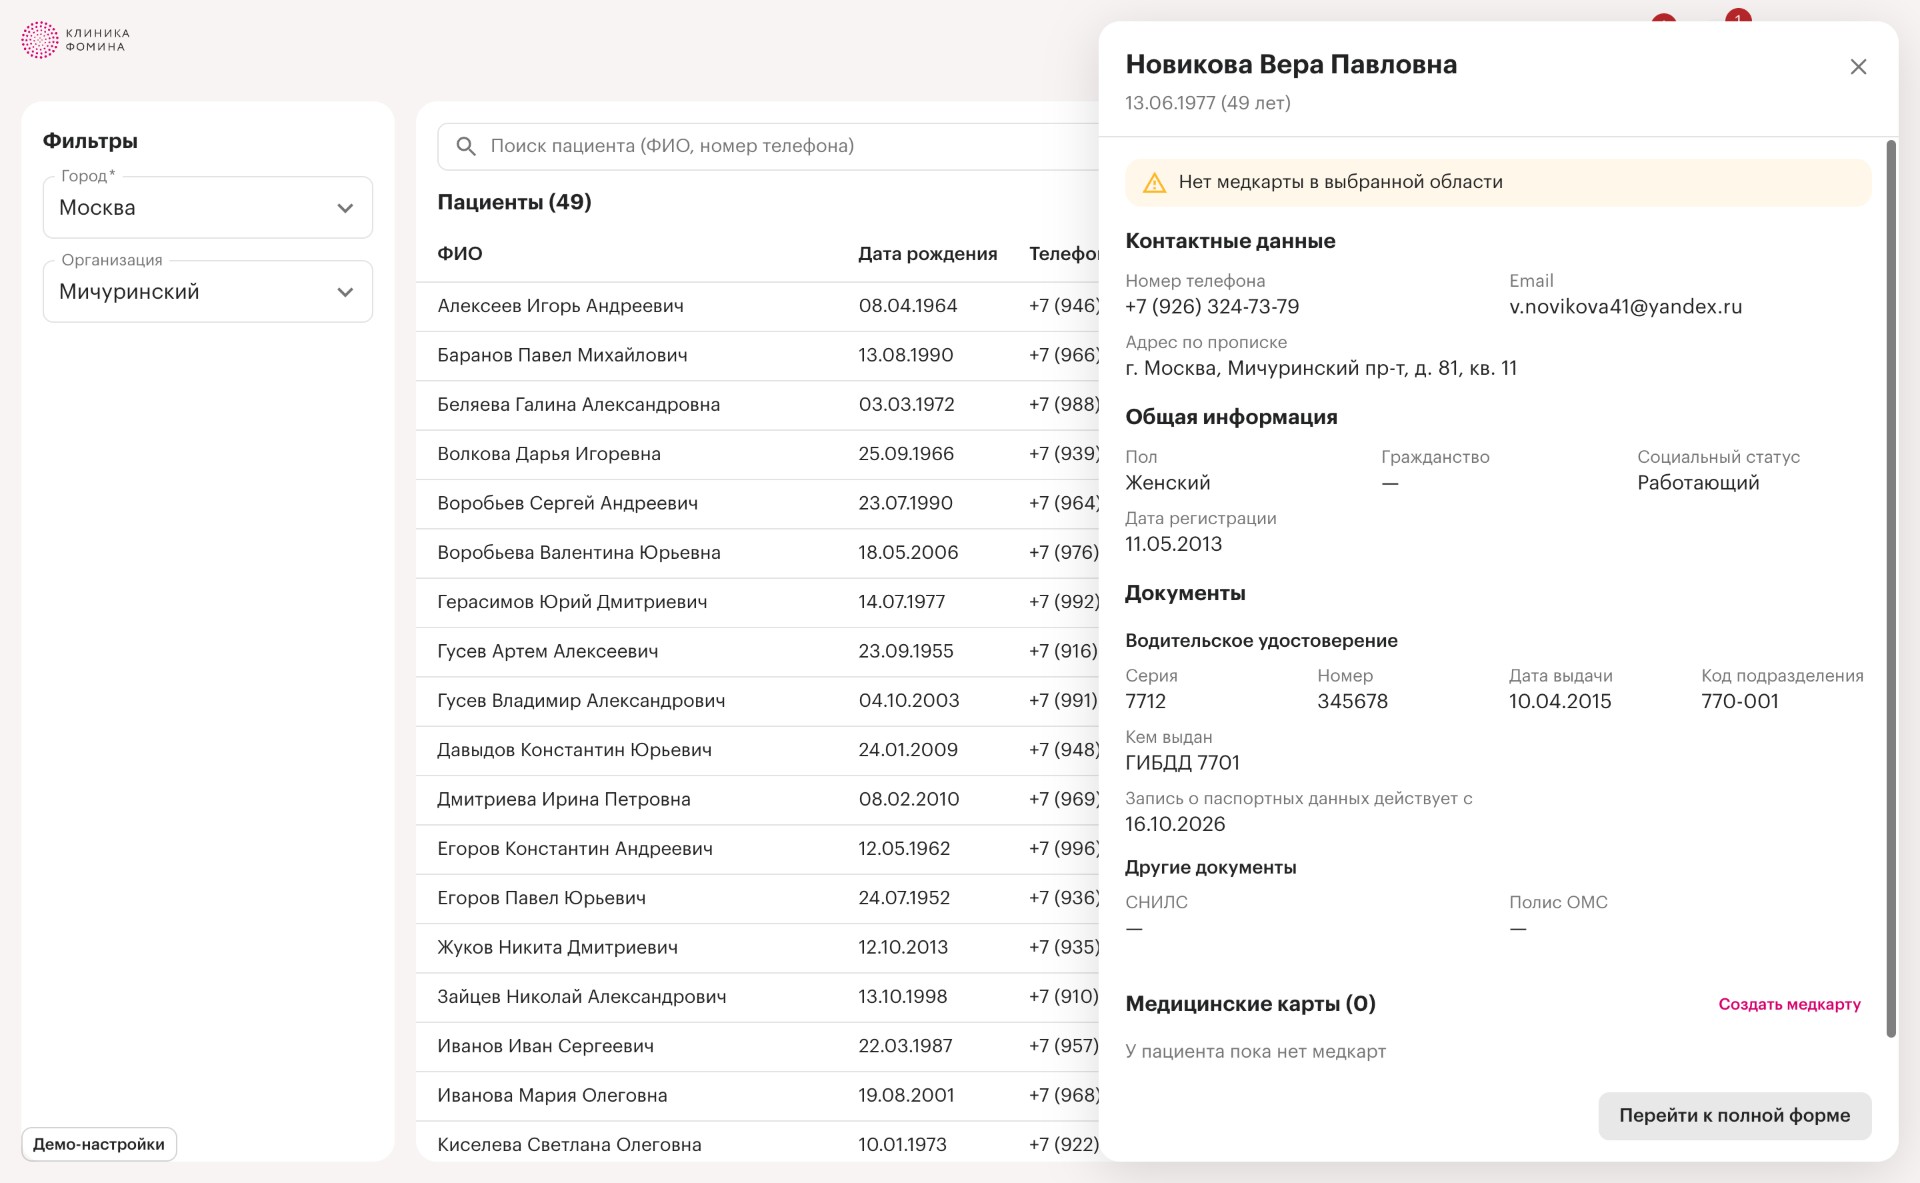 КЛИНИКА
ФОМИНА
1
Фильтры
Город*
Москва
Организация
Мичуринский
Демо-настройки
Поиск пациента (ФИО, номер телефона)
Пациенты (49)
ФИО Дата рождения
Алексеев Игорь Андреевич 08.04.1964 +7 (946)
Баранов Павел Михайлович 13.08.1990 +7 (966)
Беляева Галина Александровна 03.03.1972 +7 (988)
Волкова Дарья Игоревна 25.09.1966 +7 (939)
Воробьев Сергей Андреевич 23.07.1990 +7 (964)
Воробьева Валентина Юрьевна 18.05.2006 +7 (976)
Герасимов Юрий Дмитриевич 14.07.1977 +7 (992)
Гусев Артем Алексеевич 23.09.1955 +7 (916)
Гусев Владимир Александрович 04.10.2003 +7 (991)
Давыдов Константин Юрьевич 24.01.2009 +7 (948)
Дмитриева Ирина Петровна 08.02.2010 +7 (969)
Егоров Константин Андреевич 12.05.1962 +7 (996)
Егоров Павел Юрьевич 24.07.1952 +7 (936)
Жуков Никита Дмитриевич 12.10.2013 +7 (935)
Зайцев Николай Александрович 13.10.1998 +7 (910)
Иванов Иван Сергеевич 22.03.1987 +7 (957)
Иванова Мария Олеговна 19.08.2001 +7 (968)
Киселева Светлана Олеговна 10.01.1973 +7 (922)
Новикова Вера Павловна
13.06.1977 (49 лет)
Нет медкарты в выбранной области
Контактные данные
Номер телефона Email
+7 (926) 324-73-79 v.novikova41@yandex.ru
Адрес по прописке
г. Москва, Мичуринский пр-т, д. 81, кв. 11
Общая информация
Пол Гражданство Социальный статус
Женский — Работающий
Дата регистрации
11.05.2013
Документы
Водительское удостоверение
Серия Номер Дата выдачи Код подразделения
7712 345678 10.04.2015 770-001
Кем выдан
ГИБДД 7701
Запись о паспортных данных действует с
16.10.2026
Другие документы
СНИЛС Полис ОМС
— —
Медицинские карты (0) Создать медкарту
У пациента пока нет медкарт
Перейти к полной форме